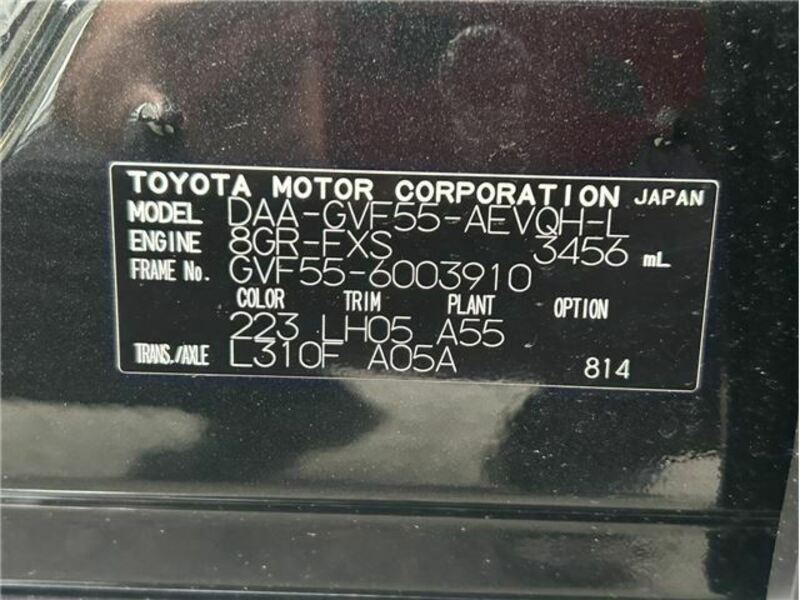 TOYOTA MOTOR CORPORATION JAPAN
MODEL DAA-GVF55-AEVQH-L
ENGINE 8GR-FXS 3456 mL
FRAME No. GVF55-6003910
COLOR TRIM PLANT OPTION
223 LH05 A55
TRANS./AXLE L310F A05A 814